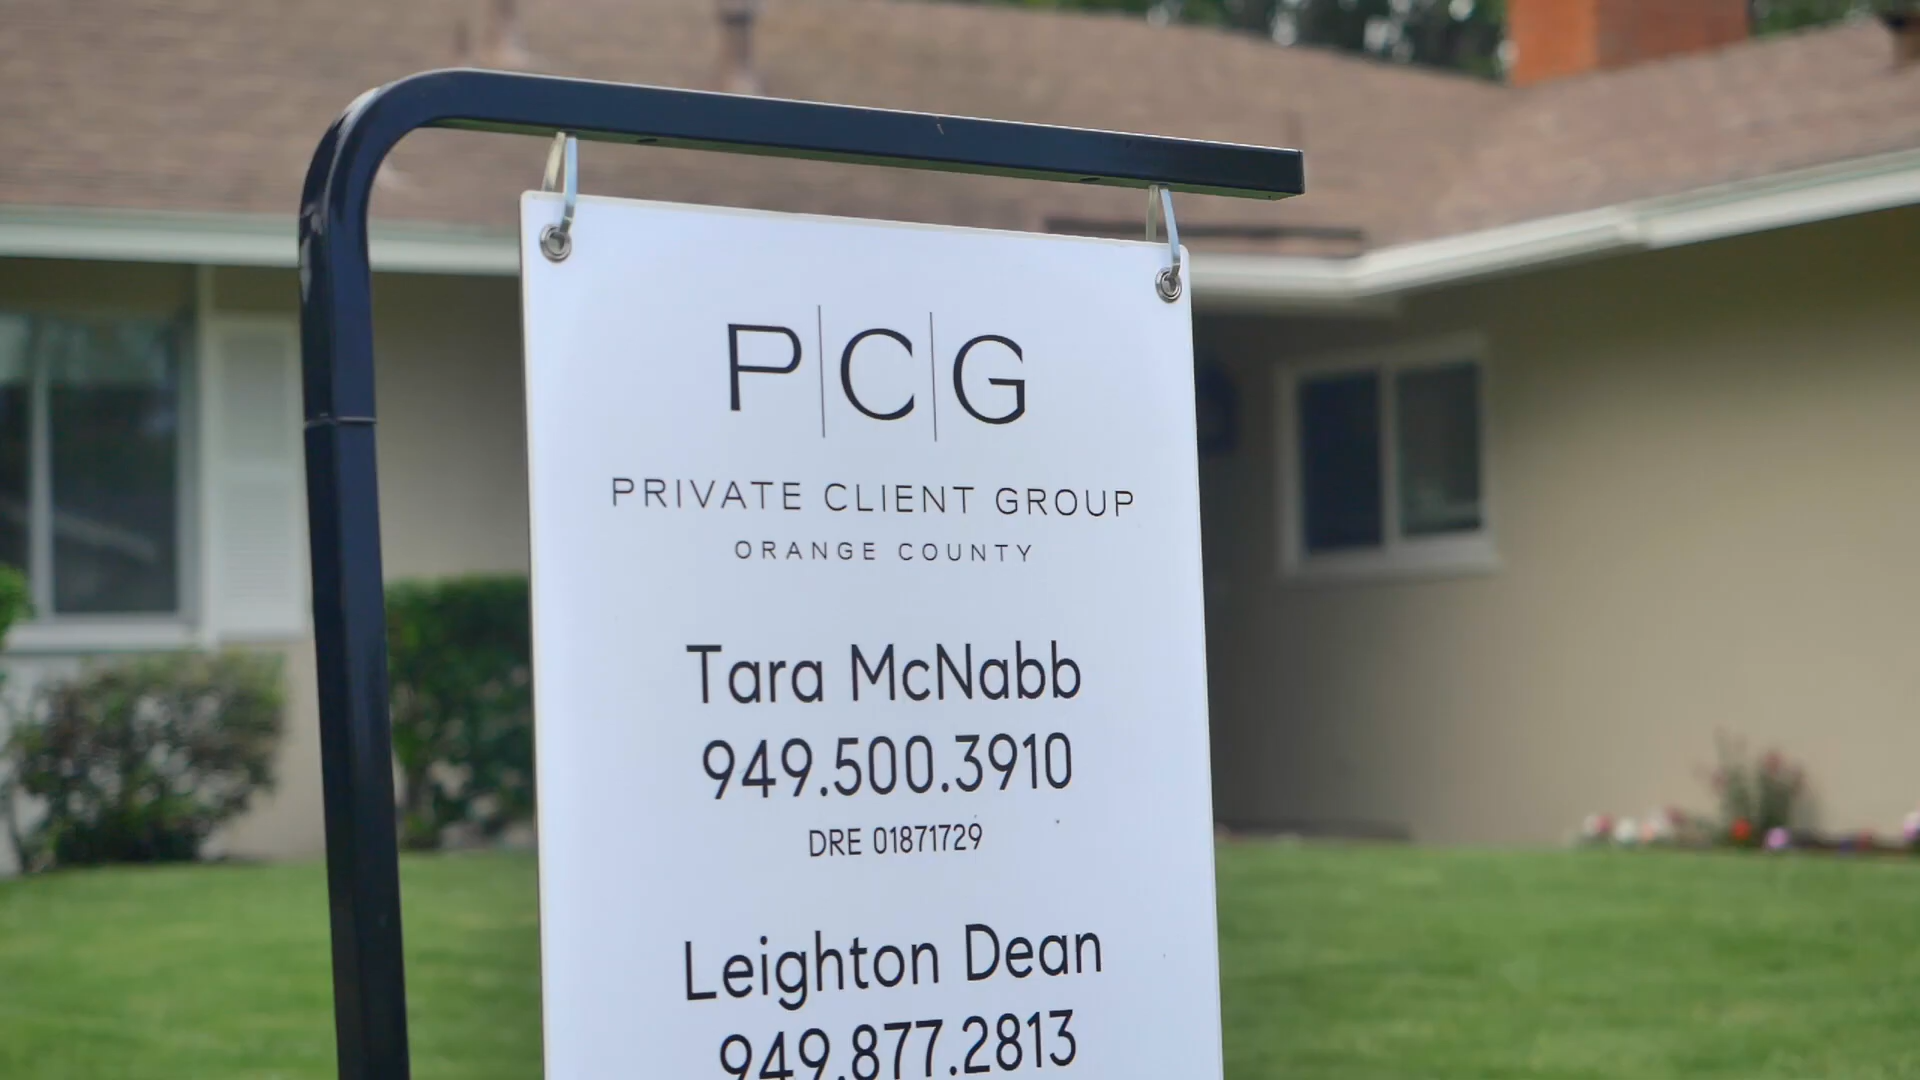 P|C|G
PRIVATE CLIENT GROUP
ORANGE COUNTY
Tara McNabb
949.500.3910
DRE 01871729
Leighton Dean
949.877.2813